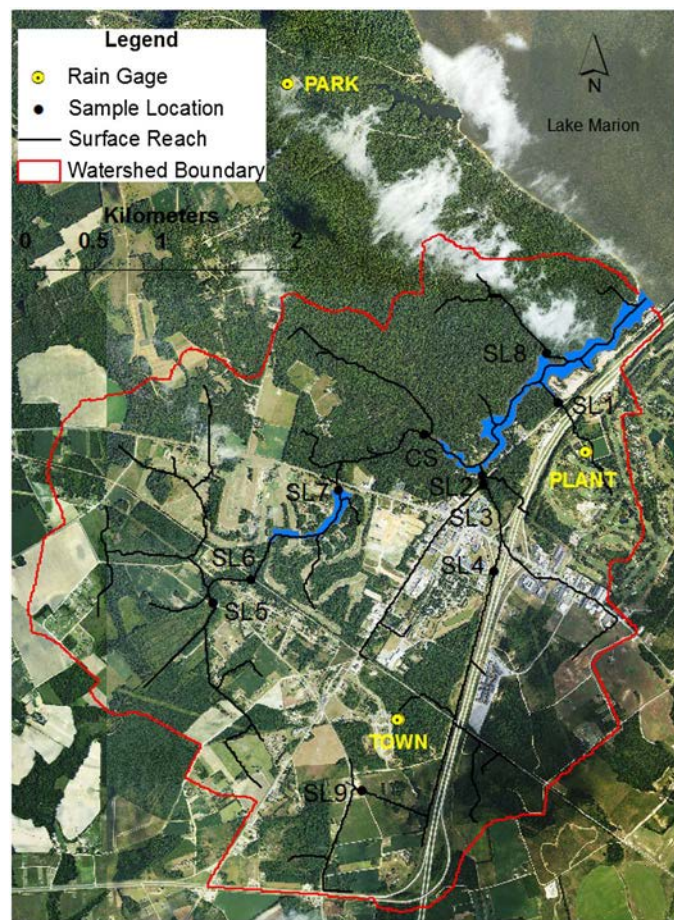 Legend
Rain Gage
Sample Location
Surface Reach
Watershed Boundary
Kilometers
0 0.5 1 2
PARK
N
Lake Marion
SL8
SL1
CS
PLANT
SL7
SL2
SL3
SL4
SL6
SL5
TOWN
SL9